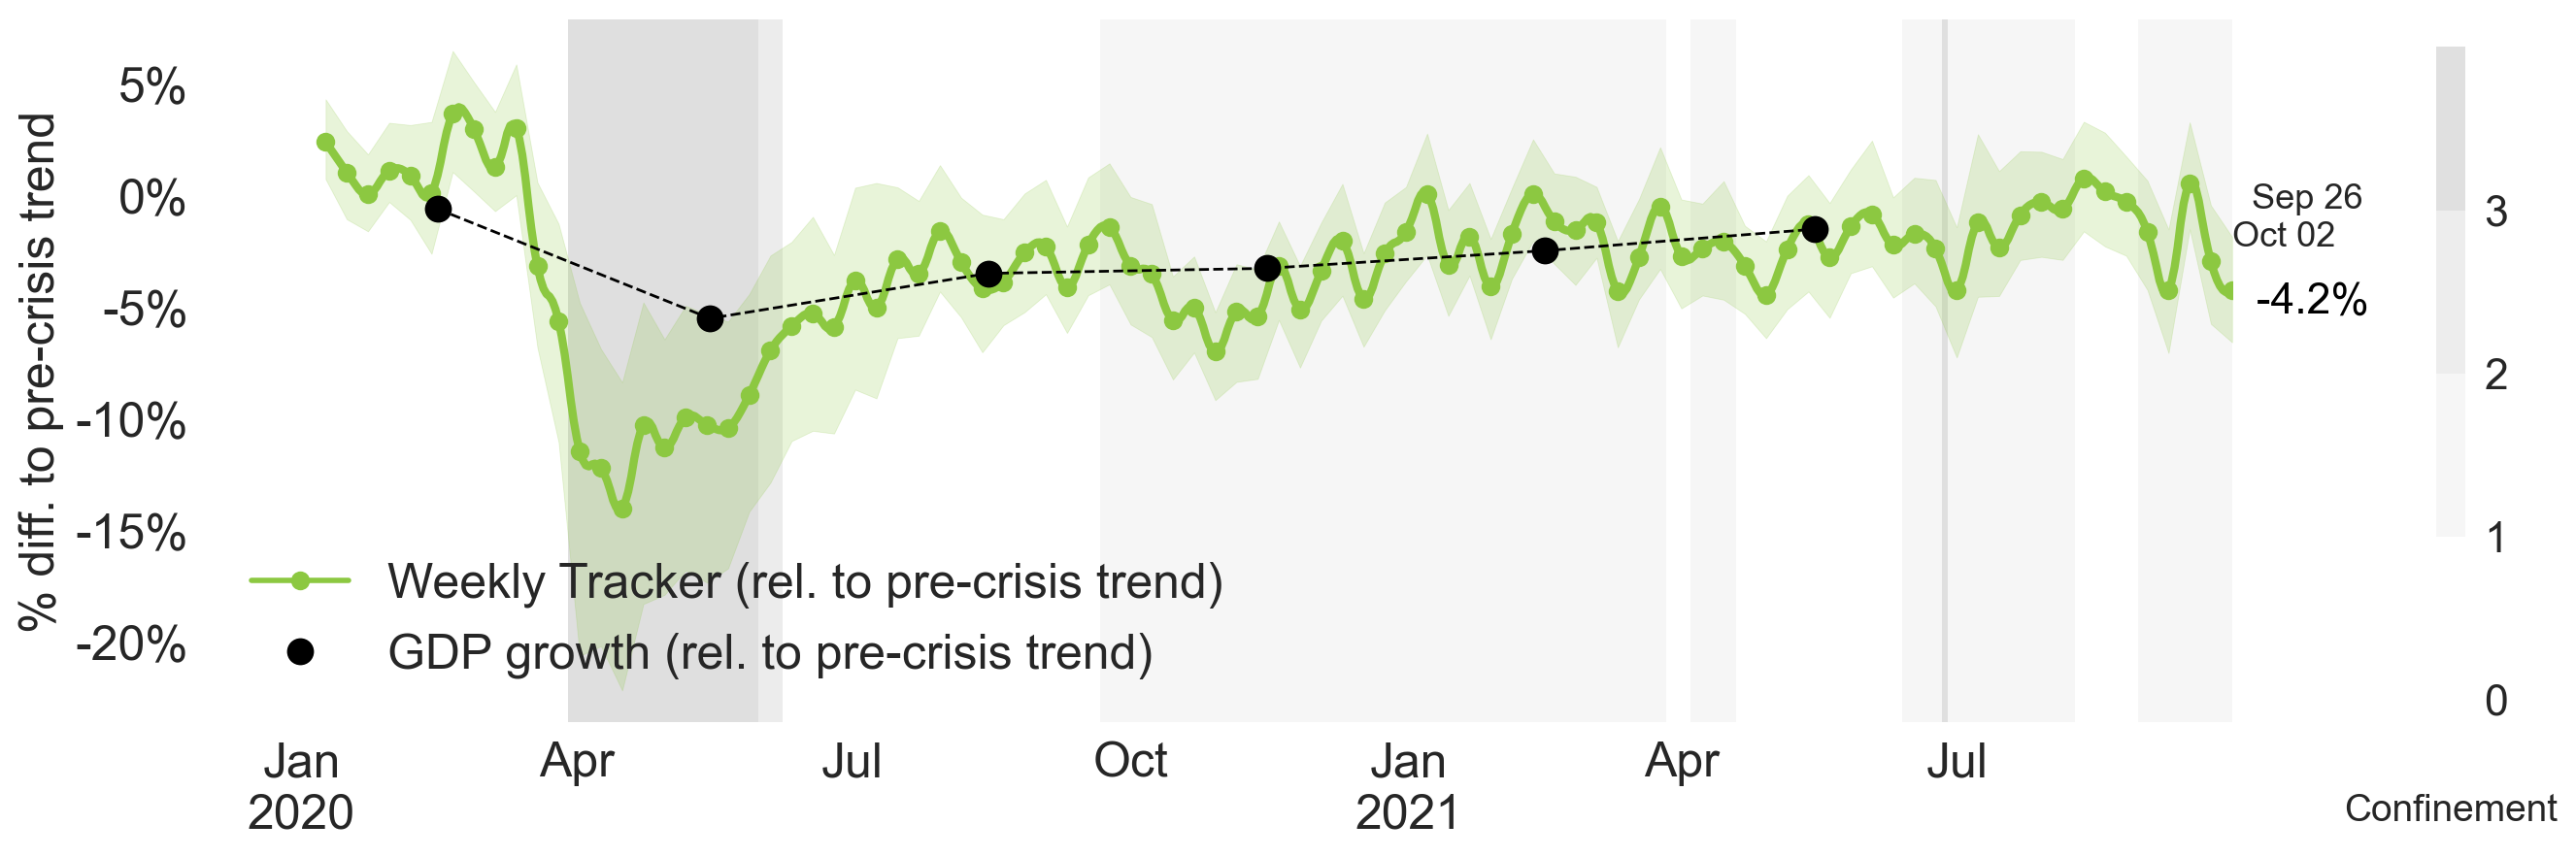 % diff. to pre-crisis trend
5%
0%
-5%
-10%
-15%
-20%
Weekly Tracker (rel. to pre-crisis trend)
GDP growth (rel. to pre-crisis trend)
Jan
2020
Apr
Jul
Oct
Jan
2021
Apr
Jul
Sep 26
Oct 02
-4.2%
3
2
1
0
Confinement